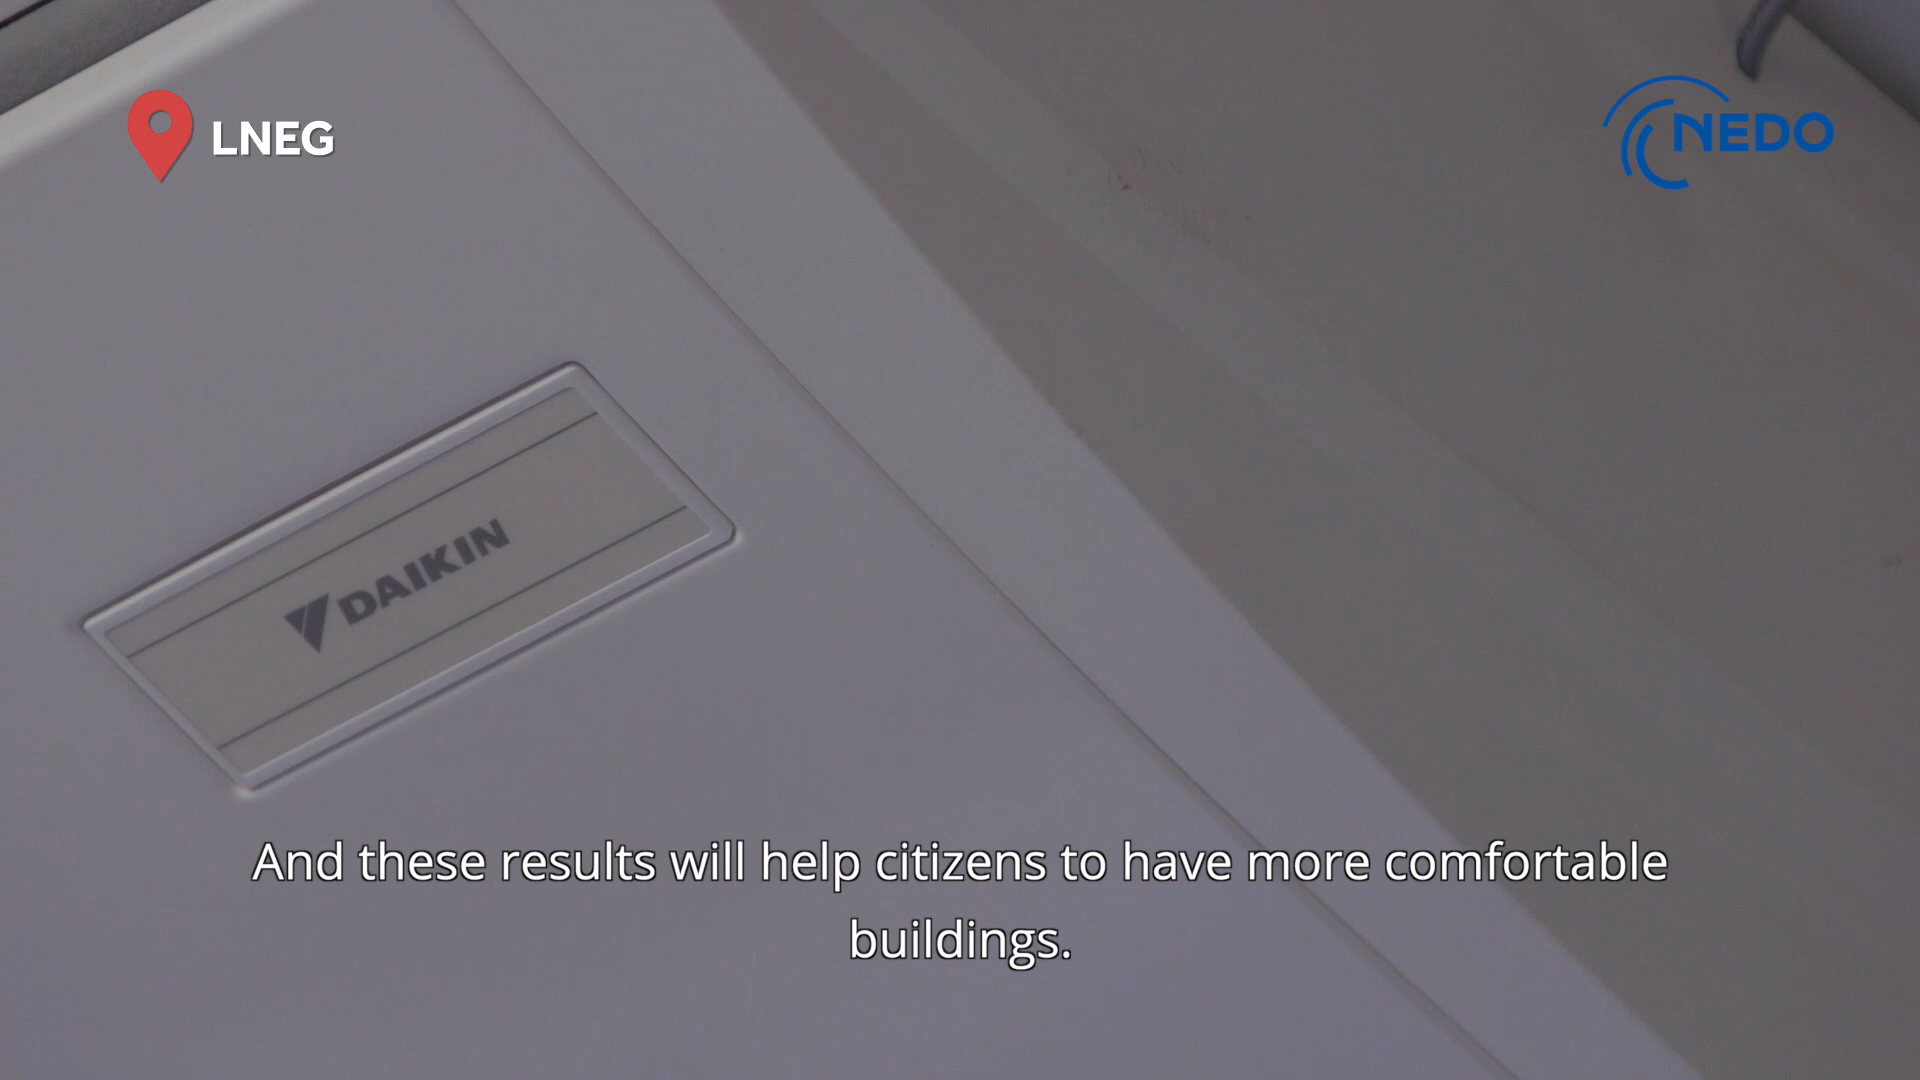 LNEG
NEDO
DAIKIN
And these results will help citizens to have more comfortable
buildings.